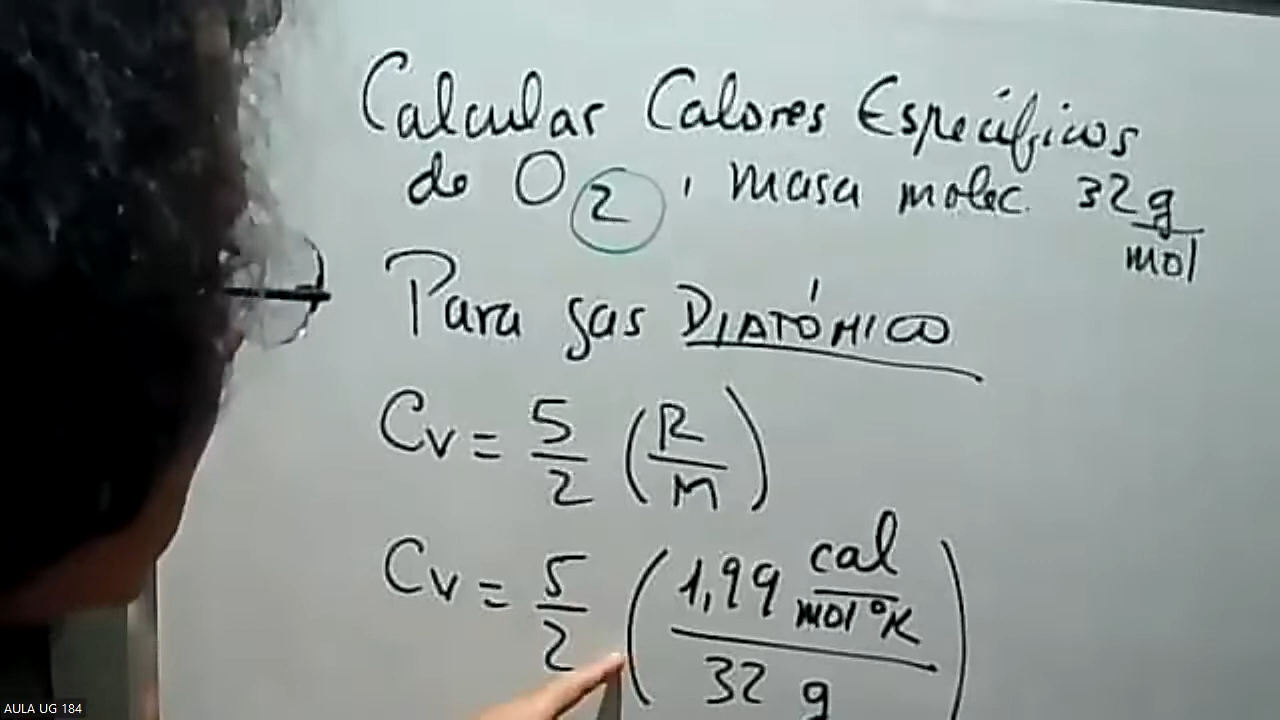 Calcular Calores Específicos
de O2, masa molec. 32 g/mol
Para gas DIATÓMICO
Cv = 5/2 (R/M)
Cv = 5/2 (1,99 cal/mol°K / 32 g
AULA UG 184